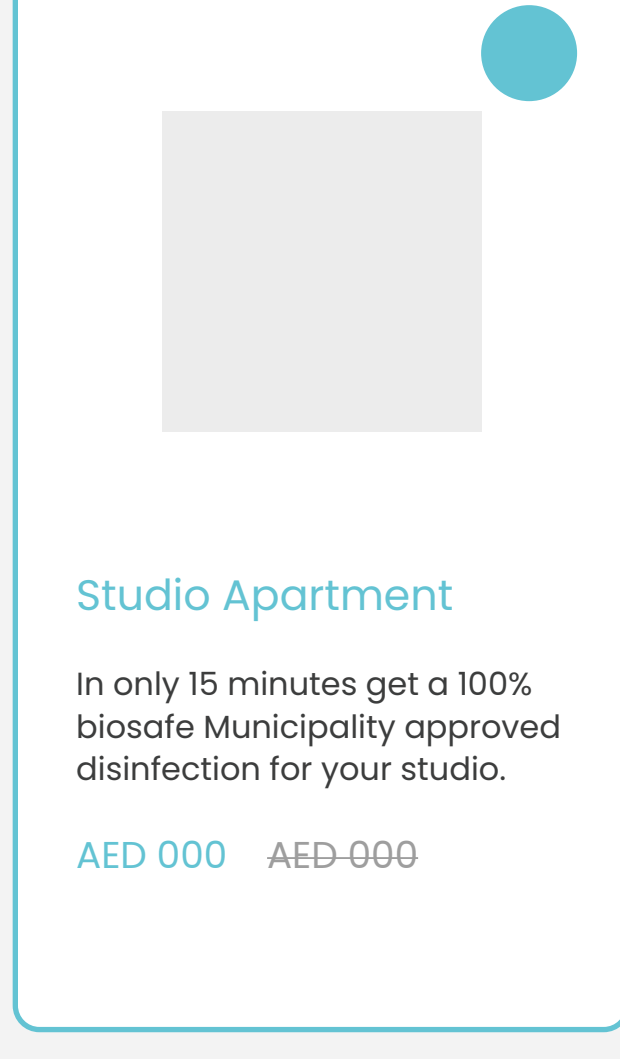 Studio Apartment
In only 15 minutes get a 100%
biosafe Municipality approved
disinfection for your studio.
AED 000 AED 000